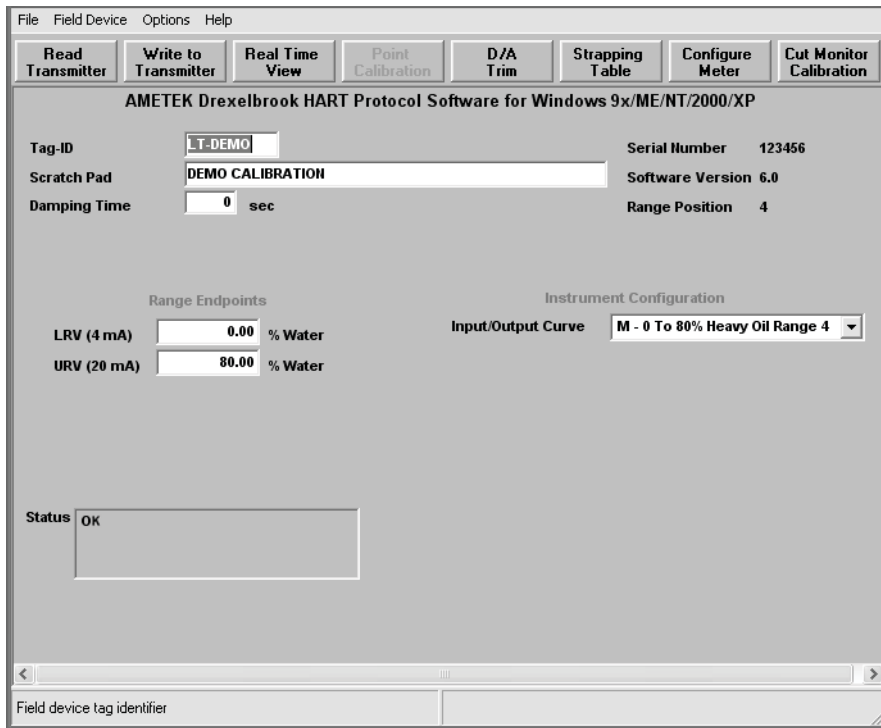 File Field Device Options Help
Read Transmitter
Write to Transmitter
Real Time View
Point Calibration
D/A Trim
Strapping Table
Configure Meter
Cut Monitor Calibration
AMETEK Drexelbrook HART Protocol Software for Windows 9x/ME/NT/2000/XP
Tag-ID LT-DEMO Serial Number 123456
Scratch Pad DEMO CALIBRATION Software Version 6.0
Damping Time 0 sec Range Position 4
Range Endpoints Instrument Configuration
LRV (4 mA) 0.00 % Water Input/Output Curve M - 0 To 80% Heavy Oil Range 4
URV (20 mA) 80.00 % Water
Status OK
Field device tag identifier